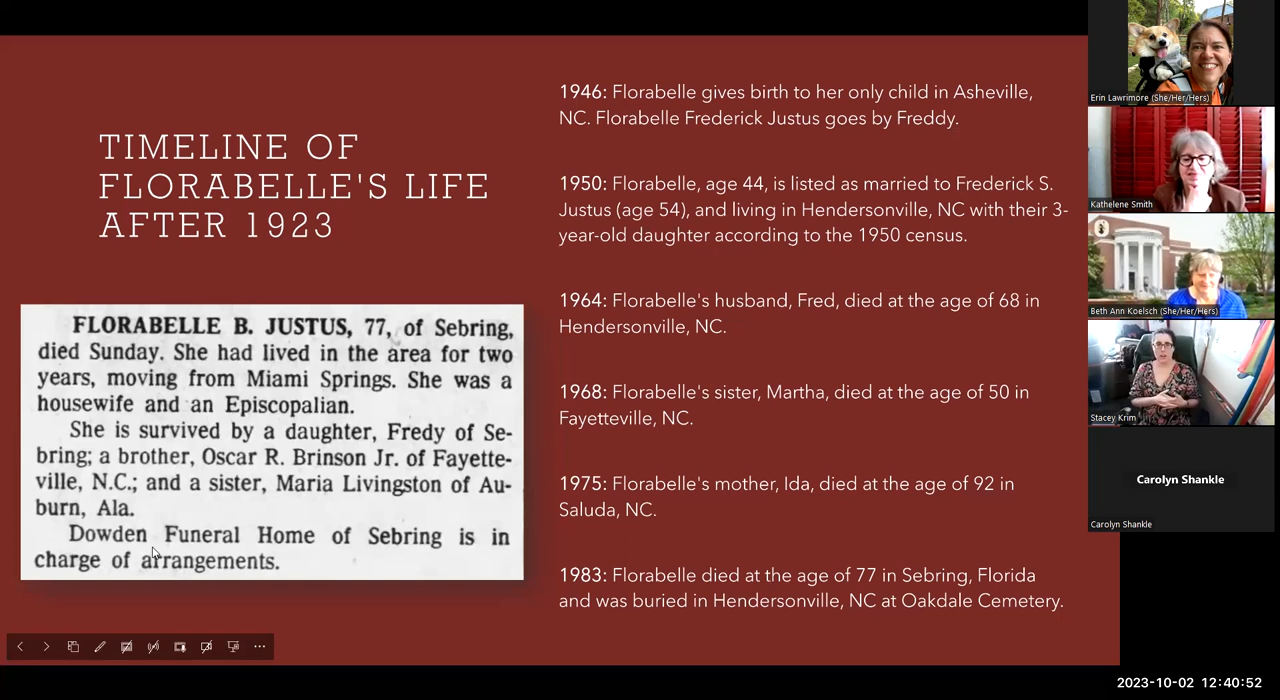 TIMELINE OF
FLORABELLE'S LIFE
AFTER 1923
FLORABELLE B. JUSTUS, 77, of Sebring,
died Sunday. She had lived in the area for two
years, moving from Miami Springs. She was a
housewife and an Episcopalian.
She is survived by a daughter, Fredy of Se-
bring; a brother, Oscar R. Brinson Jr. of Fayette-
ville, N.C.; and a sister, Maria Livingston of Au-
burn, Ala.
Dowden Funeral Home of Sebring is in
charge of arrangements.
1946: Florabelle gives birth to her only child in Asheville,
NC. Florabelle Frederick Justus goes by Freddy.
1950: Florabelle, age 44, is listed as married to Frederick S.
Justus (age 54), and living in Hendersonville, NC with their 3-
year-old daughter according to the 1950 census.
1964: Florabelle's husband, Fred, died at the age of 68 in
Hendersonville, NC.
1968: Florabelle's sister, Martha, died at the age of 50 in
Fayetteville, NC.
1975: Florabelle's mother, Ida, died at the age of 92 in
Saluda, NC.
1983: Florabelle died at the age of 77 in Sebring, Florida
and was buried in Hendersonville, NC at Oakdale Cemetery.
Erin Lawrimore (She/Her/Hers)
Kathelene Smith
Beth Ann Koelsch (She/Her/Hers)
Stacey Krim
Carolyn Shankle
Carolyn Shankle
2023-10-02 12:40:52